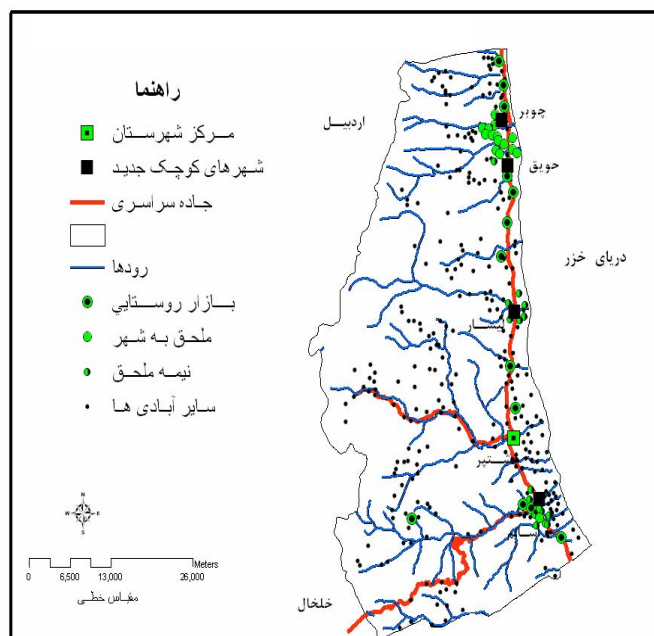 راهنما
مرکز شهرستان
شهرهای کوچک جدید
جاده سراسری
رودها
بازار روستایی
ملحق به شهر
نیمه ملحق
سایر آبادی ها
اردبیل
چوبر
حویق
دریای خزر
لیسار
خلخال
N
W
E
S
Meters
0 6,500 13,000 26,000
مقیاس خطی